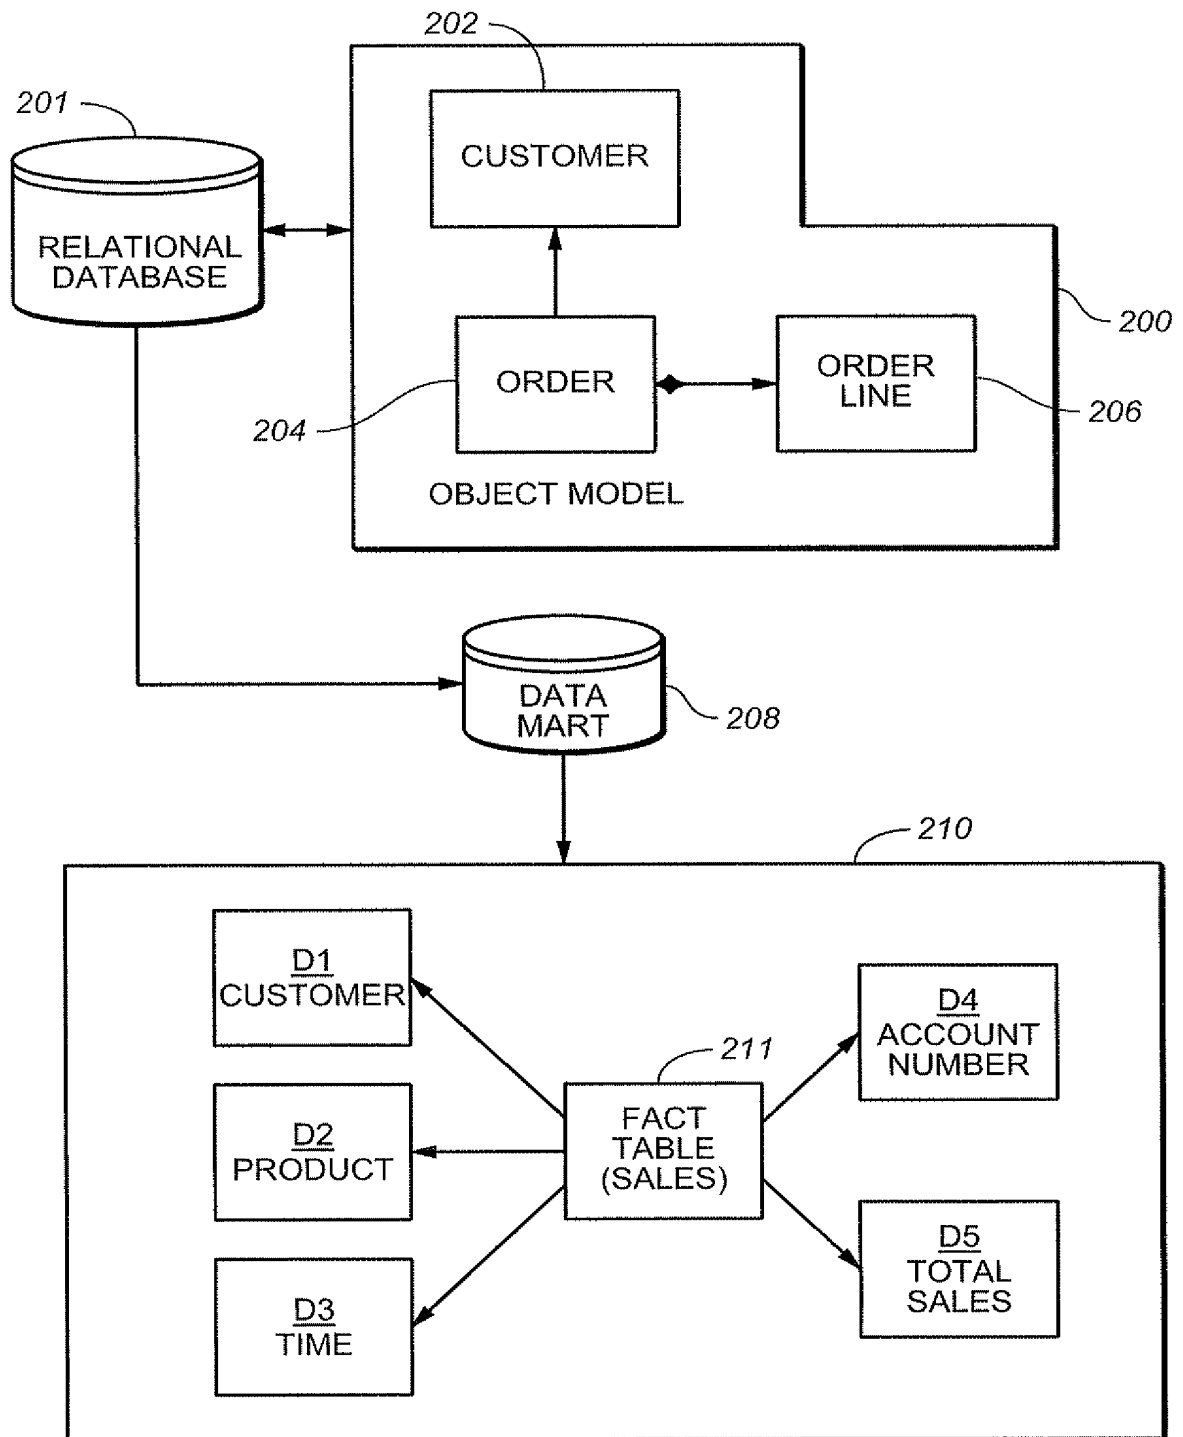 202
201
CUSTOMER
RELATIONAL
DATABASE
200
ORDER
ORDER
LINE
204
206
OBJECT MODEL
DATA
MART
208
210
D1
CUSTOMER
D4
ACCOUNT
NUMBER
211
FACT
TABLE
(SALES)
D2
PRODUCT
D5
TOTAL
SALES
D3
TIME